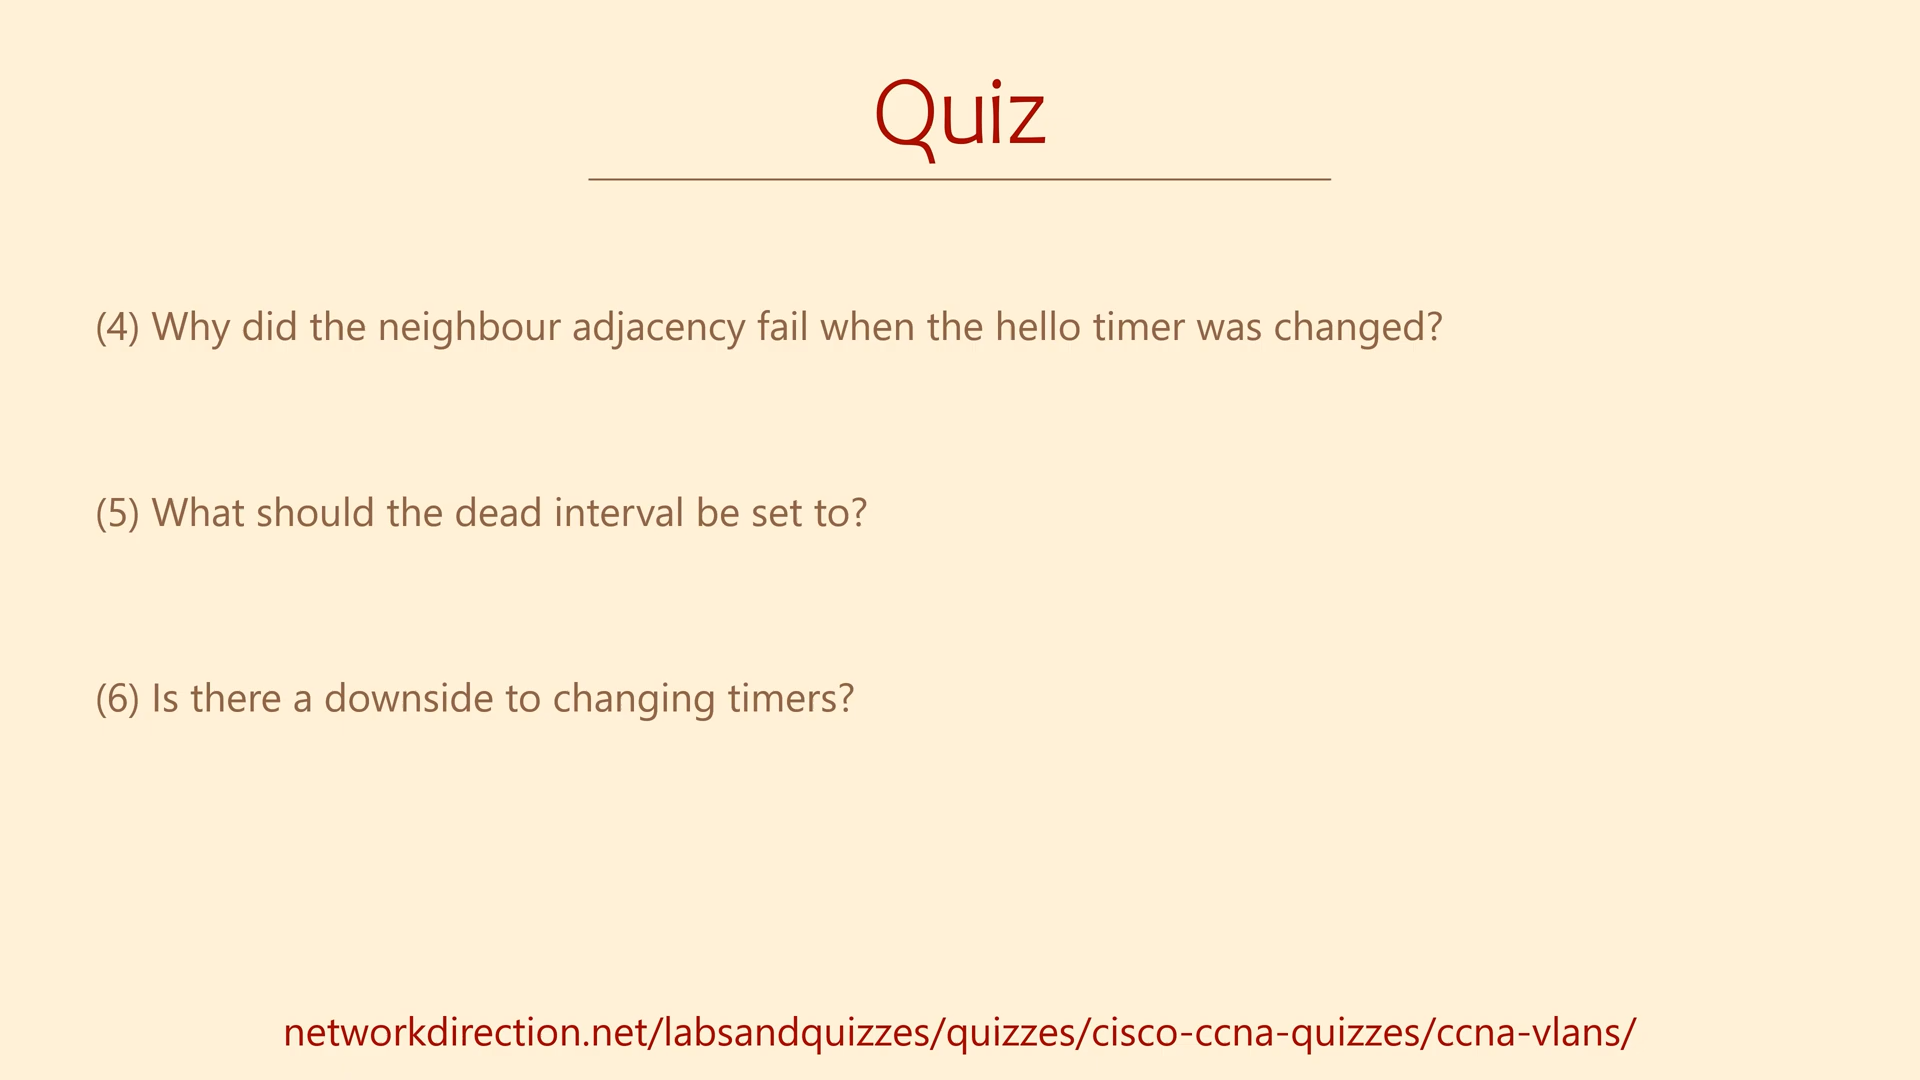 Quiz
(4) Why did the neighbour adjacency fail when the hello timer was changed?
(5) What should the dead interval be set to?
(6) Is there a downside to changing timers?
networkdirection.net/labsandquizzes/quizzes/cisco-ccna-quizzes/ccna-vlans/